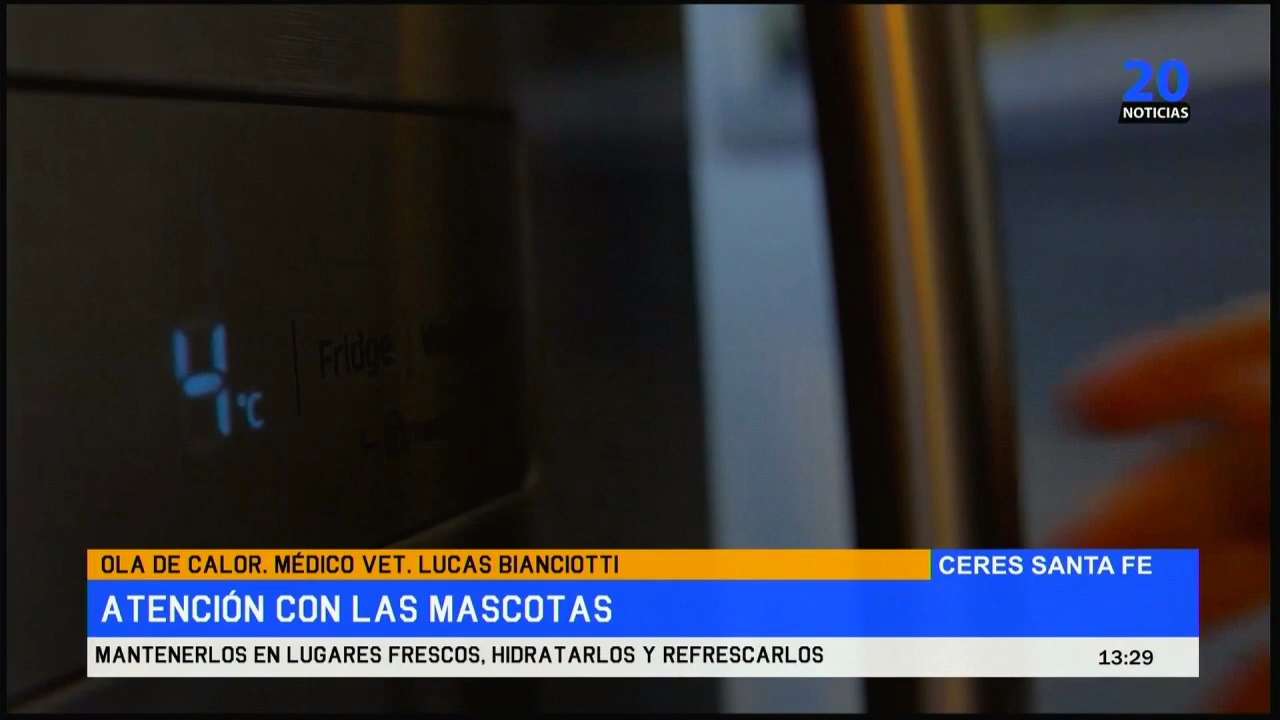 20
NOTICIAS
4°C
Fridge
OLA DE CALOR. MÉDICO VET. LUCAS BIANCIOTTI
CERES SANTA FE
ATENCIÓN CON LAS MASCOTAS
MANTENERLOS EN LUGARES FRESCOS, HIDRATARLOS Y REFRESCARLOS
13:29